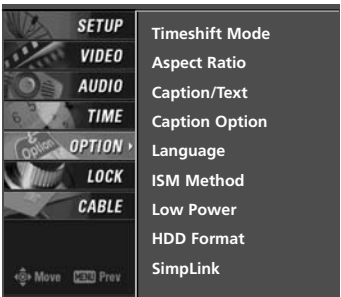 SETUP
VIDEO
AUDIO
TIME
OPTION
LOCK
CABLE
Move MENU Prev
Timeshift Mode
Aspect Ratio
Caption/Text
Caption Option
Language
ISM Method
Low Power
HDD Format
SimpLink